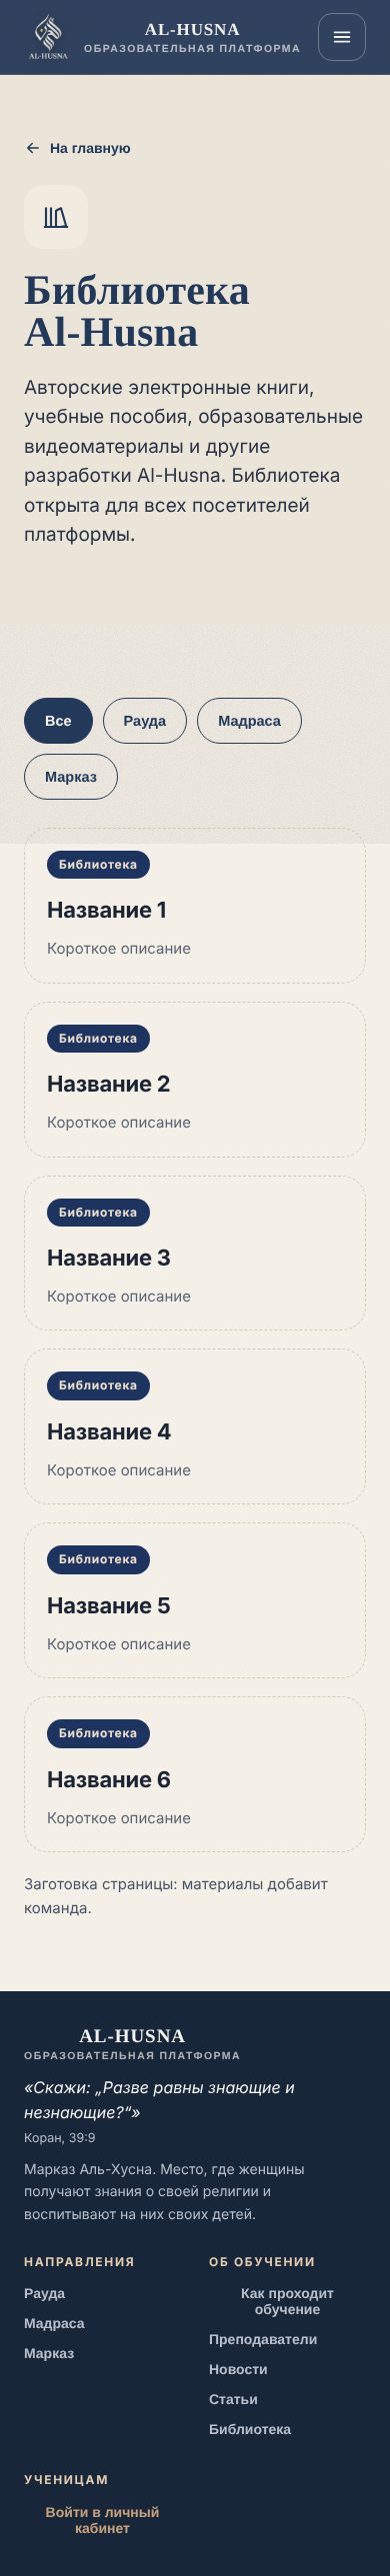 AL-HUSNA
AL-HUSNA
ОБРАЗОВАТЕЛЬНАЯ ПЛАТФОРМА
← На главную
Библиотека
Al-Husna
Авторские электронные книги,
учебные пособия, образовательные
видеоматериалы и другие
разработки Al-Husna. Библиотека
открыта для всех посетителей
платформы.
Все
Рауда
Мадраса
Марказ
Библиотека
Название 1
Короткое описание
Библиотека
Название 2
Короткое описание
Библиотека
Название 3
Короткое описание
Библиотека
Название 4
Короткое описание
Библиотека
Название 5
Короткое описание
Библиотека
Название 6
Короткое описание
Заготовка страницы: материалы добавит
команда.
AL-HUSNA
ОБРАЗОВАТЕЛЬНАЯ ПЛАТФОРМА
«Скажи: „Разве равны знающие и
незнающие?“»
Коран, 39:9
Марказ Аль-Хусна. Место, где женщины
получают знания о своей религии и
воспитывают на них своих детей.
НАПРАВЛЕНИЯ
Рауда
Мадраса
Марказ
ОБ ОБУЧЕНИИ
Как проходит
обучение
Преподаватели
Новости
Статьи
Библиотека
УЧЕНИЦАМ
Войти в личный
кабинет